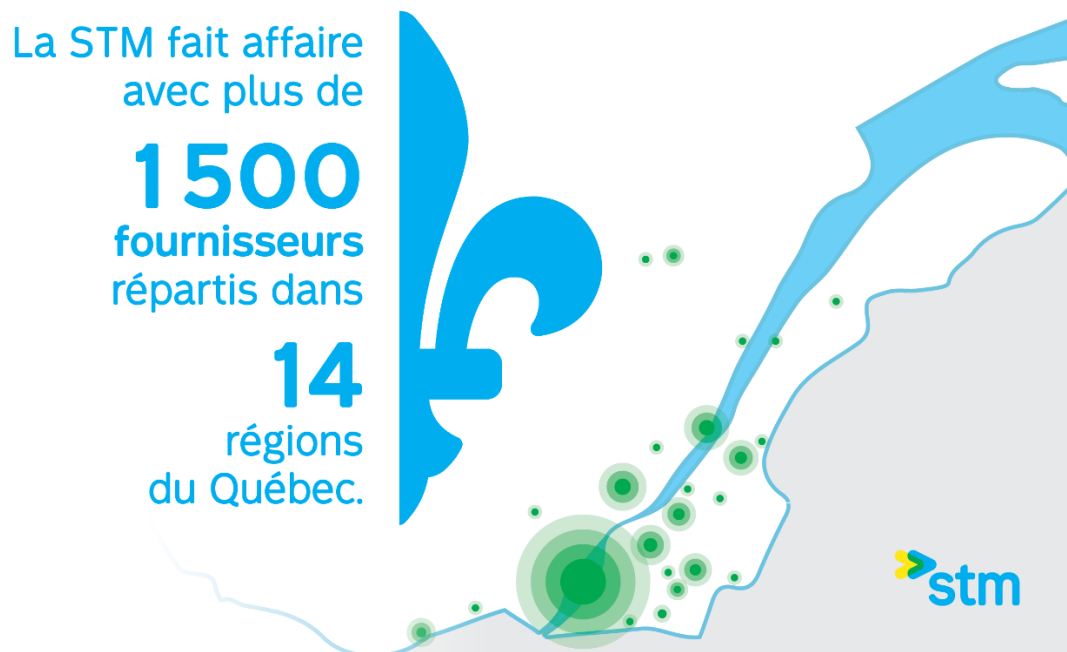 La STM fait affaire
avec plus de
1500
fournisseurs
répartis dans
14
régions
du Québec.
stm